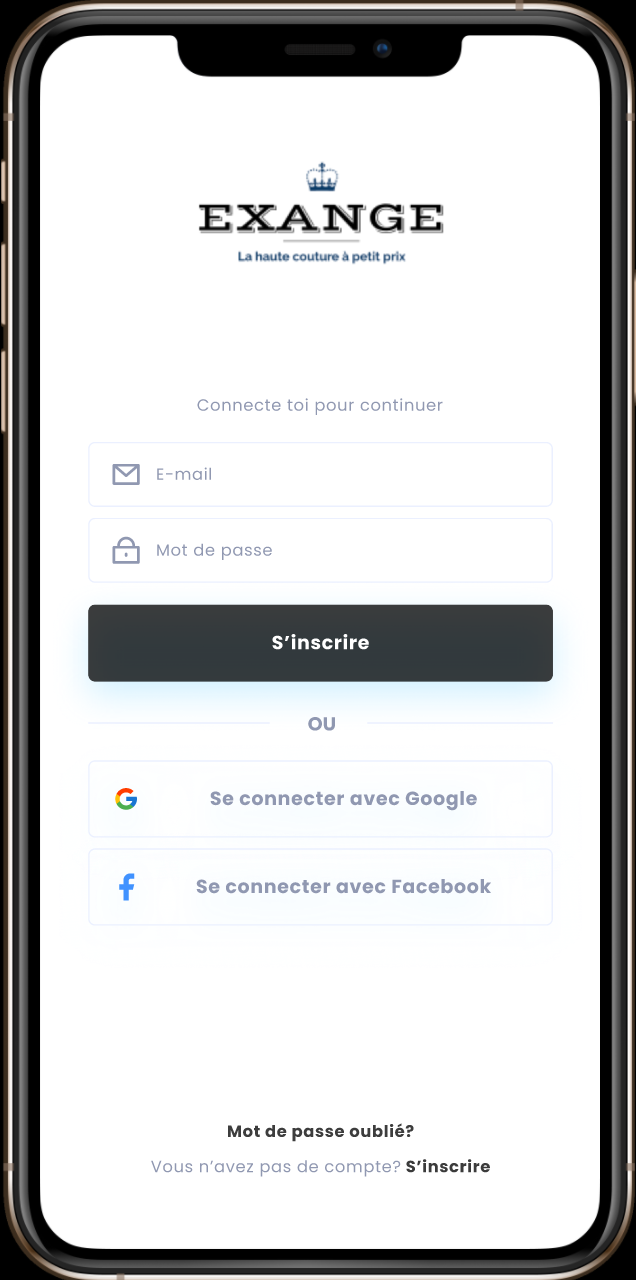 EXANGE
La haute couture à petit prix
Connecte toi pour continuer
E-mail
Mot de passe
S’inscrire
OU
Se connecter avec Google
Se connecter avec Facebook
Mot de passe oublié?
Vous n’avez pas de compte? S’inscrire